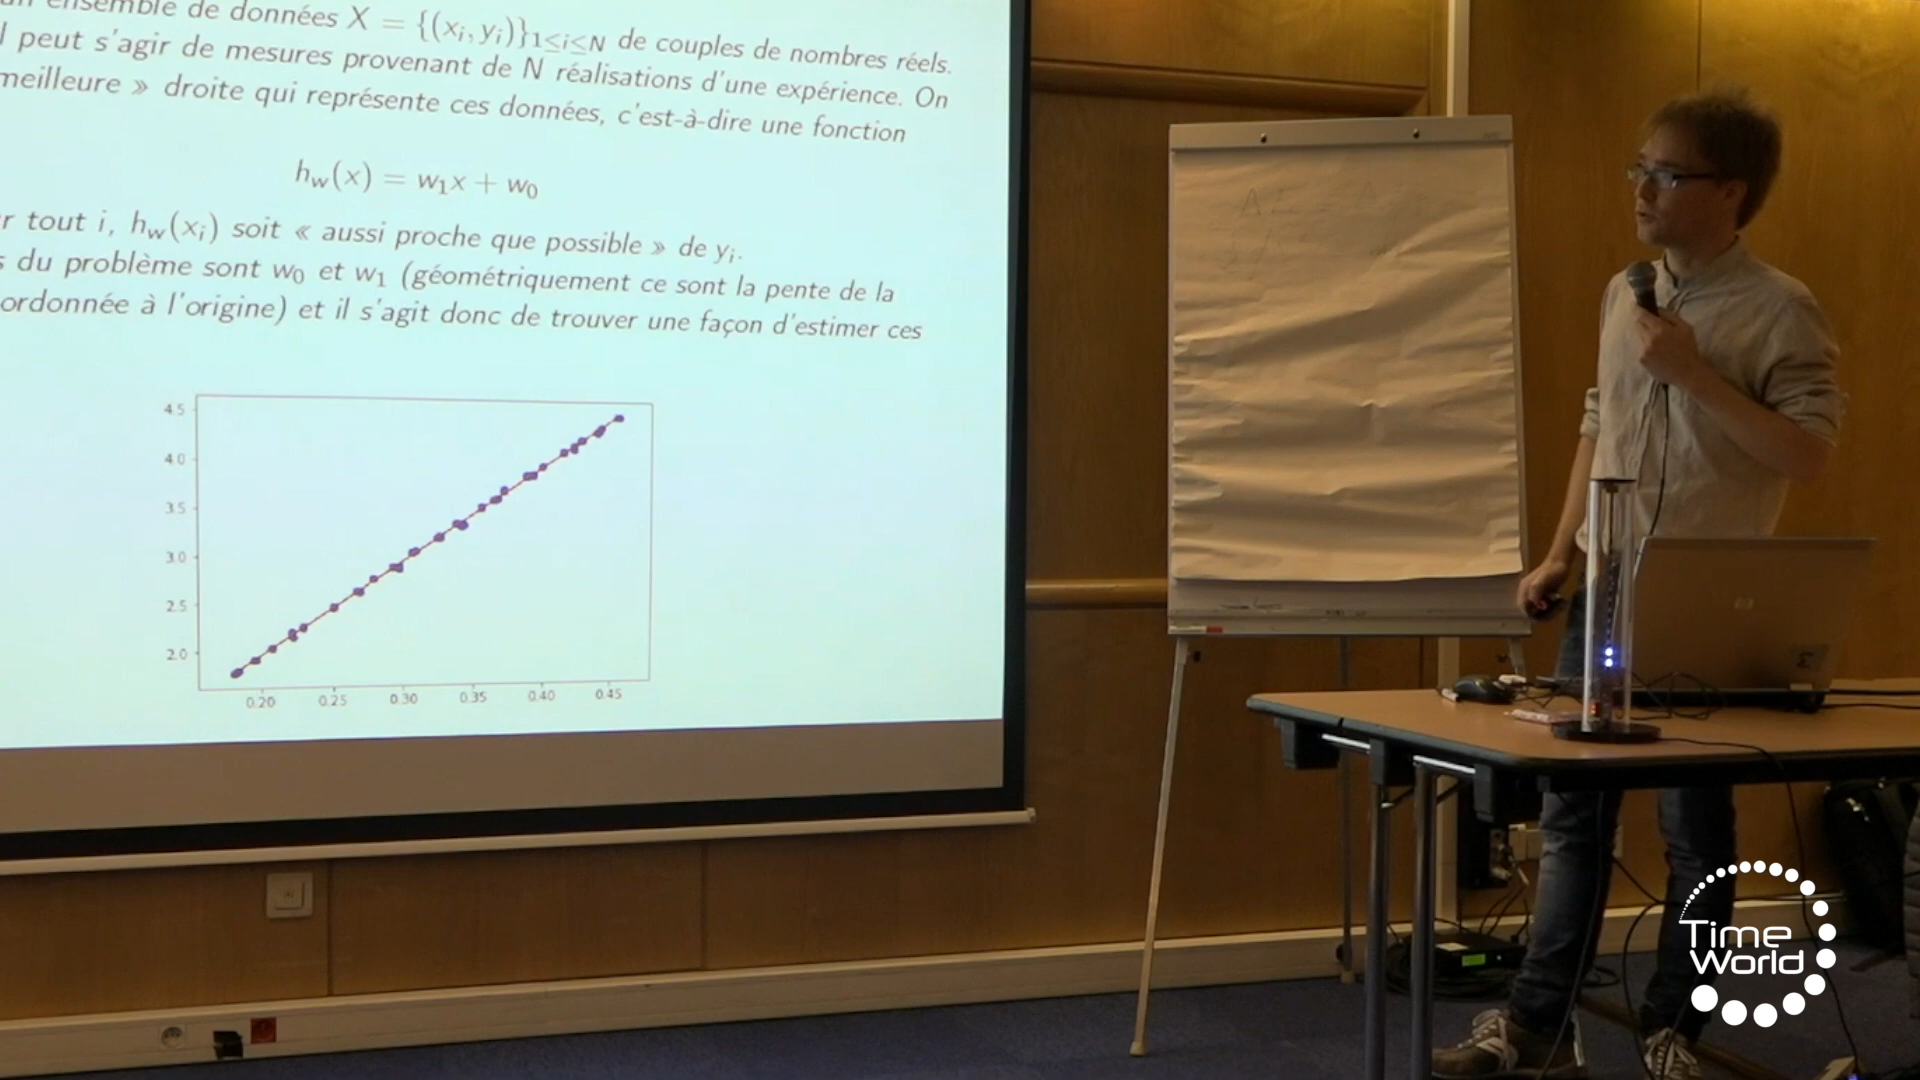 ensemble de données X = {(xᵢ, yᵢ)}₁≤ᵢ≤N de couples de nombres réels.
peut s'agir de mesures provenant de N réalisations d'une expérience. On
meilleure » droite qui représente ces données, c'est-à-dire une fonction
h_w(x) = w₁x + w₀
r tout i, h_w(xᵢ) soit « aussi proche que possible » de yᵢ.
s du problème sont w₀ et w₁ (géométriquement ce sont la pente de la
ordonnée à l'origine) et il s'agit donc de trouver une façon d'estimer ces
4.5
4.0
3.5
3.0
2.5
2.0
0.20 0.25 0.30 0.35 0.40 0.45
Time
World